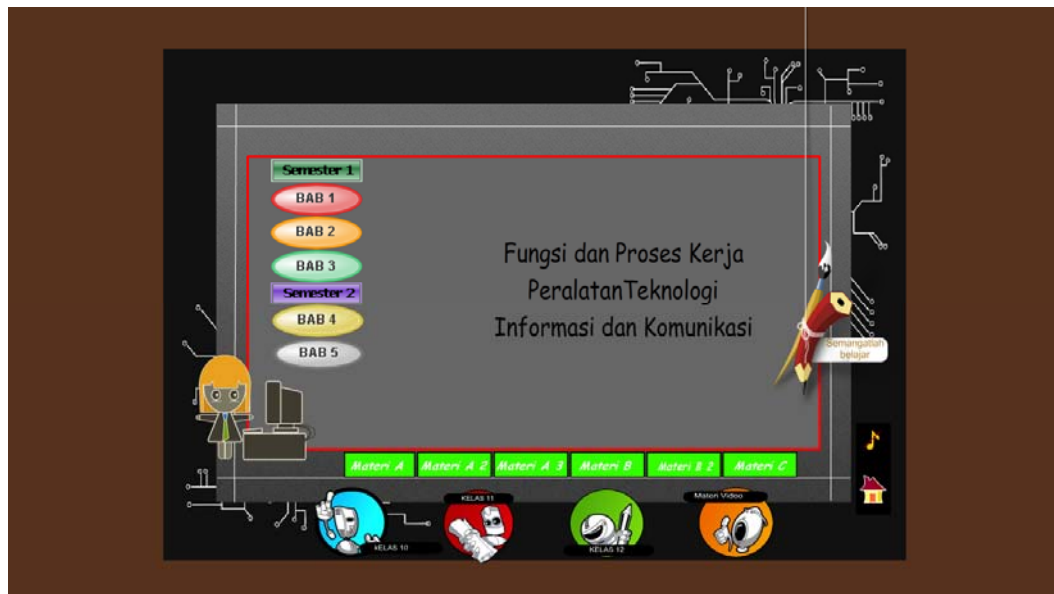 Semester 1
BAB 1
BAB 2
BAB 3
Semester 2
BAB 4
BAB 5
Fungsi dan Proses Kerja
PeralatanTeknologi
Informasi dan Komunikasi
Semangatlah
belajar
Materi A
Materi A 2
Materi A 3
Materi B
Materi B 2
Materi C
KELAS 10
KELAS 11
KELAS 12
Materi Video